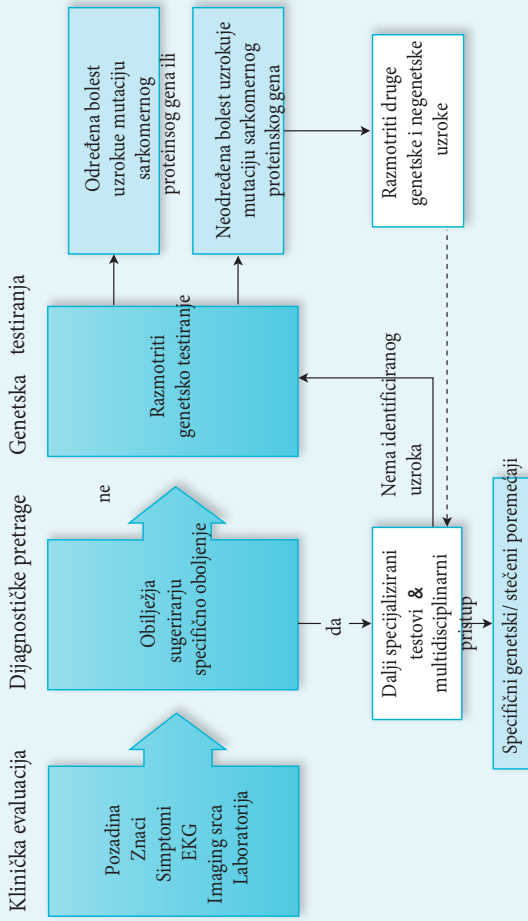 Klinička evaluacija
Pozadina
Znaci
Simptomi
EKG
Imaging srca
Laboratorija
Dijagnostičke pretrage
Obilježja
sugerirarju
specifično oboljenje
ne
da
Genetska testiranja
Razmotriti
genetsko testiranje
Određena bolest
uzrokue mutaciju
sarkomernog
proteinsog gena ili
Neodređena bolest uzrokuje
mutaciju sarkomernog
proteinskog gena
Razmotriti druge
genetske i negenetske
uzroke
Nema identificiranog
uzroka
Dalji specijalizirani
testovi &
multidisciplinarni
pristup
Specifični genetski/ stečeni poremećaji